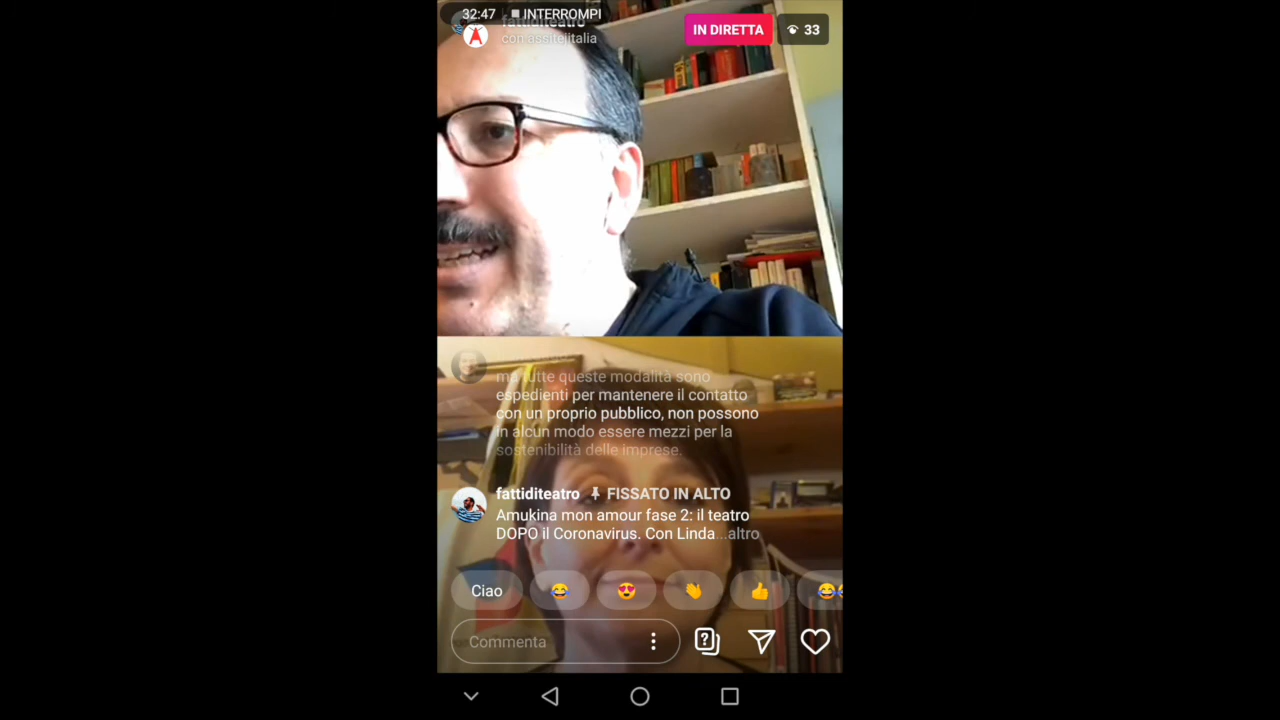 32:47 INTERROMPI
fattiditeatro
con assitejitalia
IN DIRETTA
33
ma tutte queste modalità sono
espedienti per mantenere il contatto
con un proprio pubblico, non possono
in alcun modo essere mezzi per la
sostenibilità delle imprese.
fattiditeatro FISSATO IN ALTO
Amukina mon amour fase 2: il teatro
DOPO il Coronavirus. Con Linda...altro
Ciao
Commenta